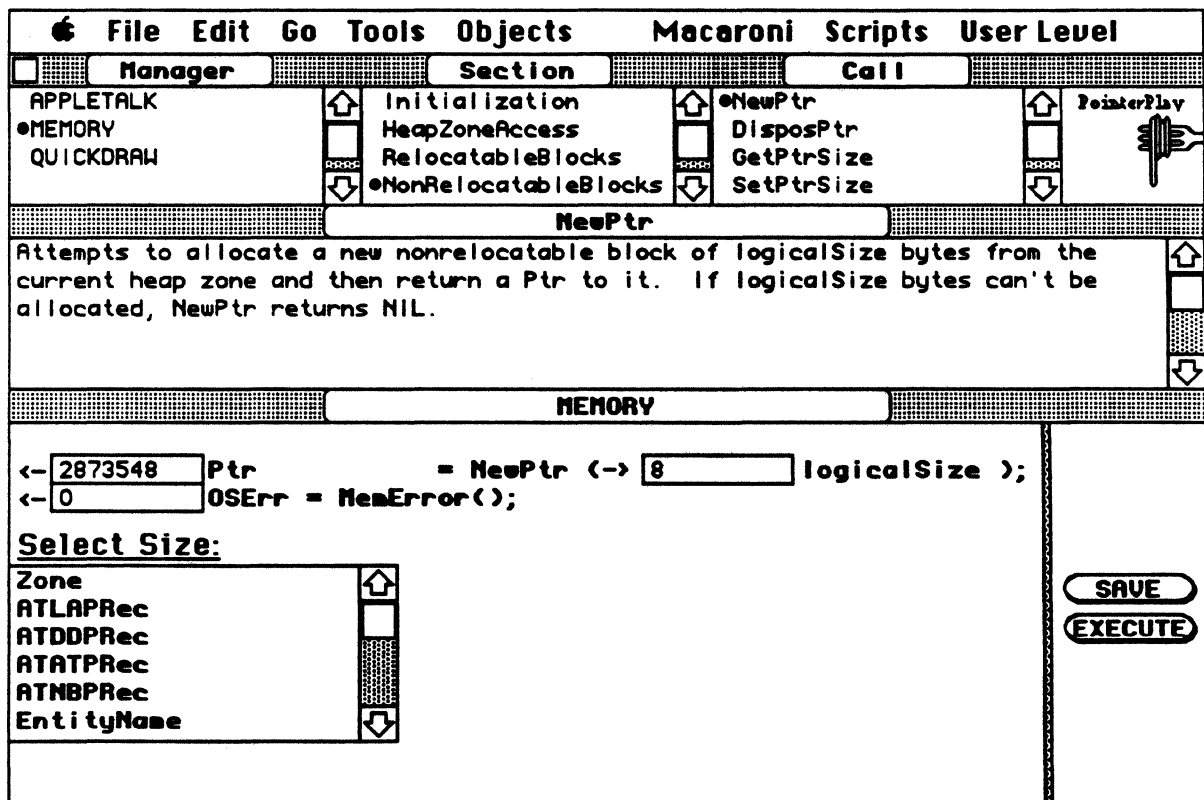 File Edit Go Tools Objects Macaroni Scripts User Level
Manager Section Call
APPLETALK
●MEMORY
QUICKDRAW
Initialization
HeapZoneAccess
RelocatableBlocks
●NonRelocatableBlocks
●NewPtr
DisposPtr
GetPtrSize
SetPtrSize
PointerPlay
NewPtr
Attempts to allocate a new nonrelocatable block of logicalSize bytes from the
current heap zone and then return a Ptr to it. If logicalSize bytes can't be
allocated, NewPtr returns NIL.
MEMORY
<- 2873548 Ptr = NewPtr (-> 8 logicalSize );
<- 0 OSErr = MemError();
Select Size:
Zone
ATLAPRec
ATDDPRec
ATATPRec
ATNBPRec
EntityName
SAVE
EXECUTE